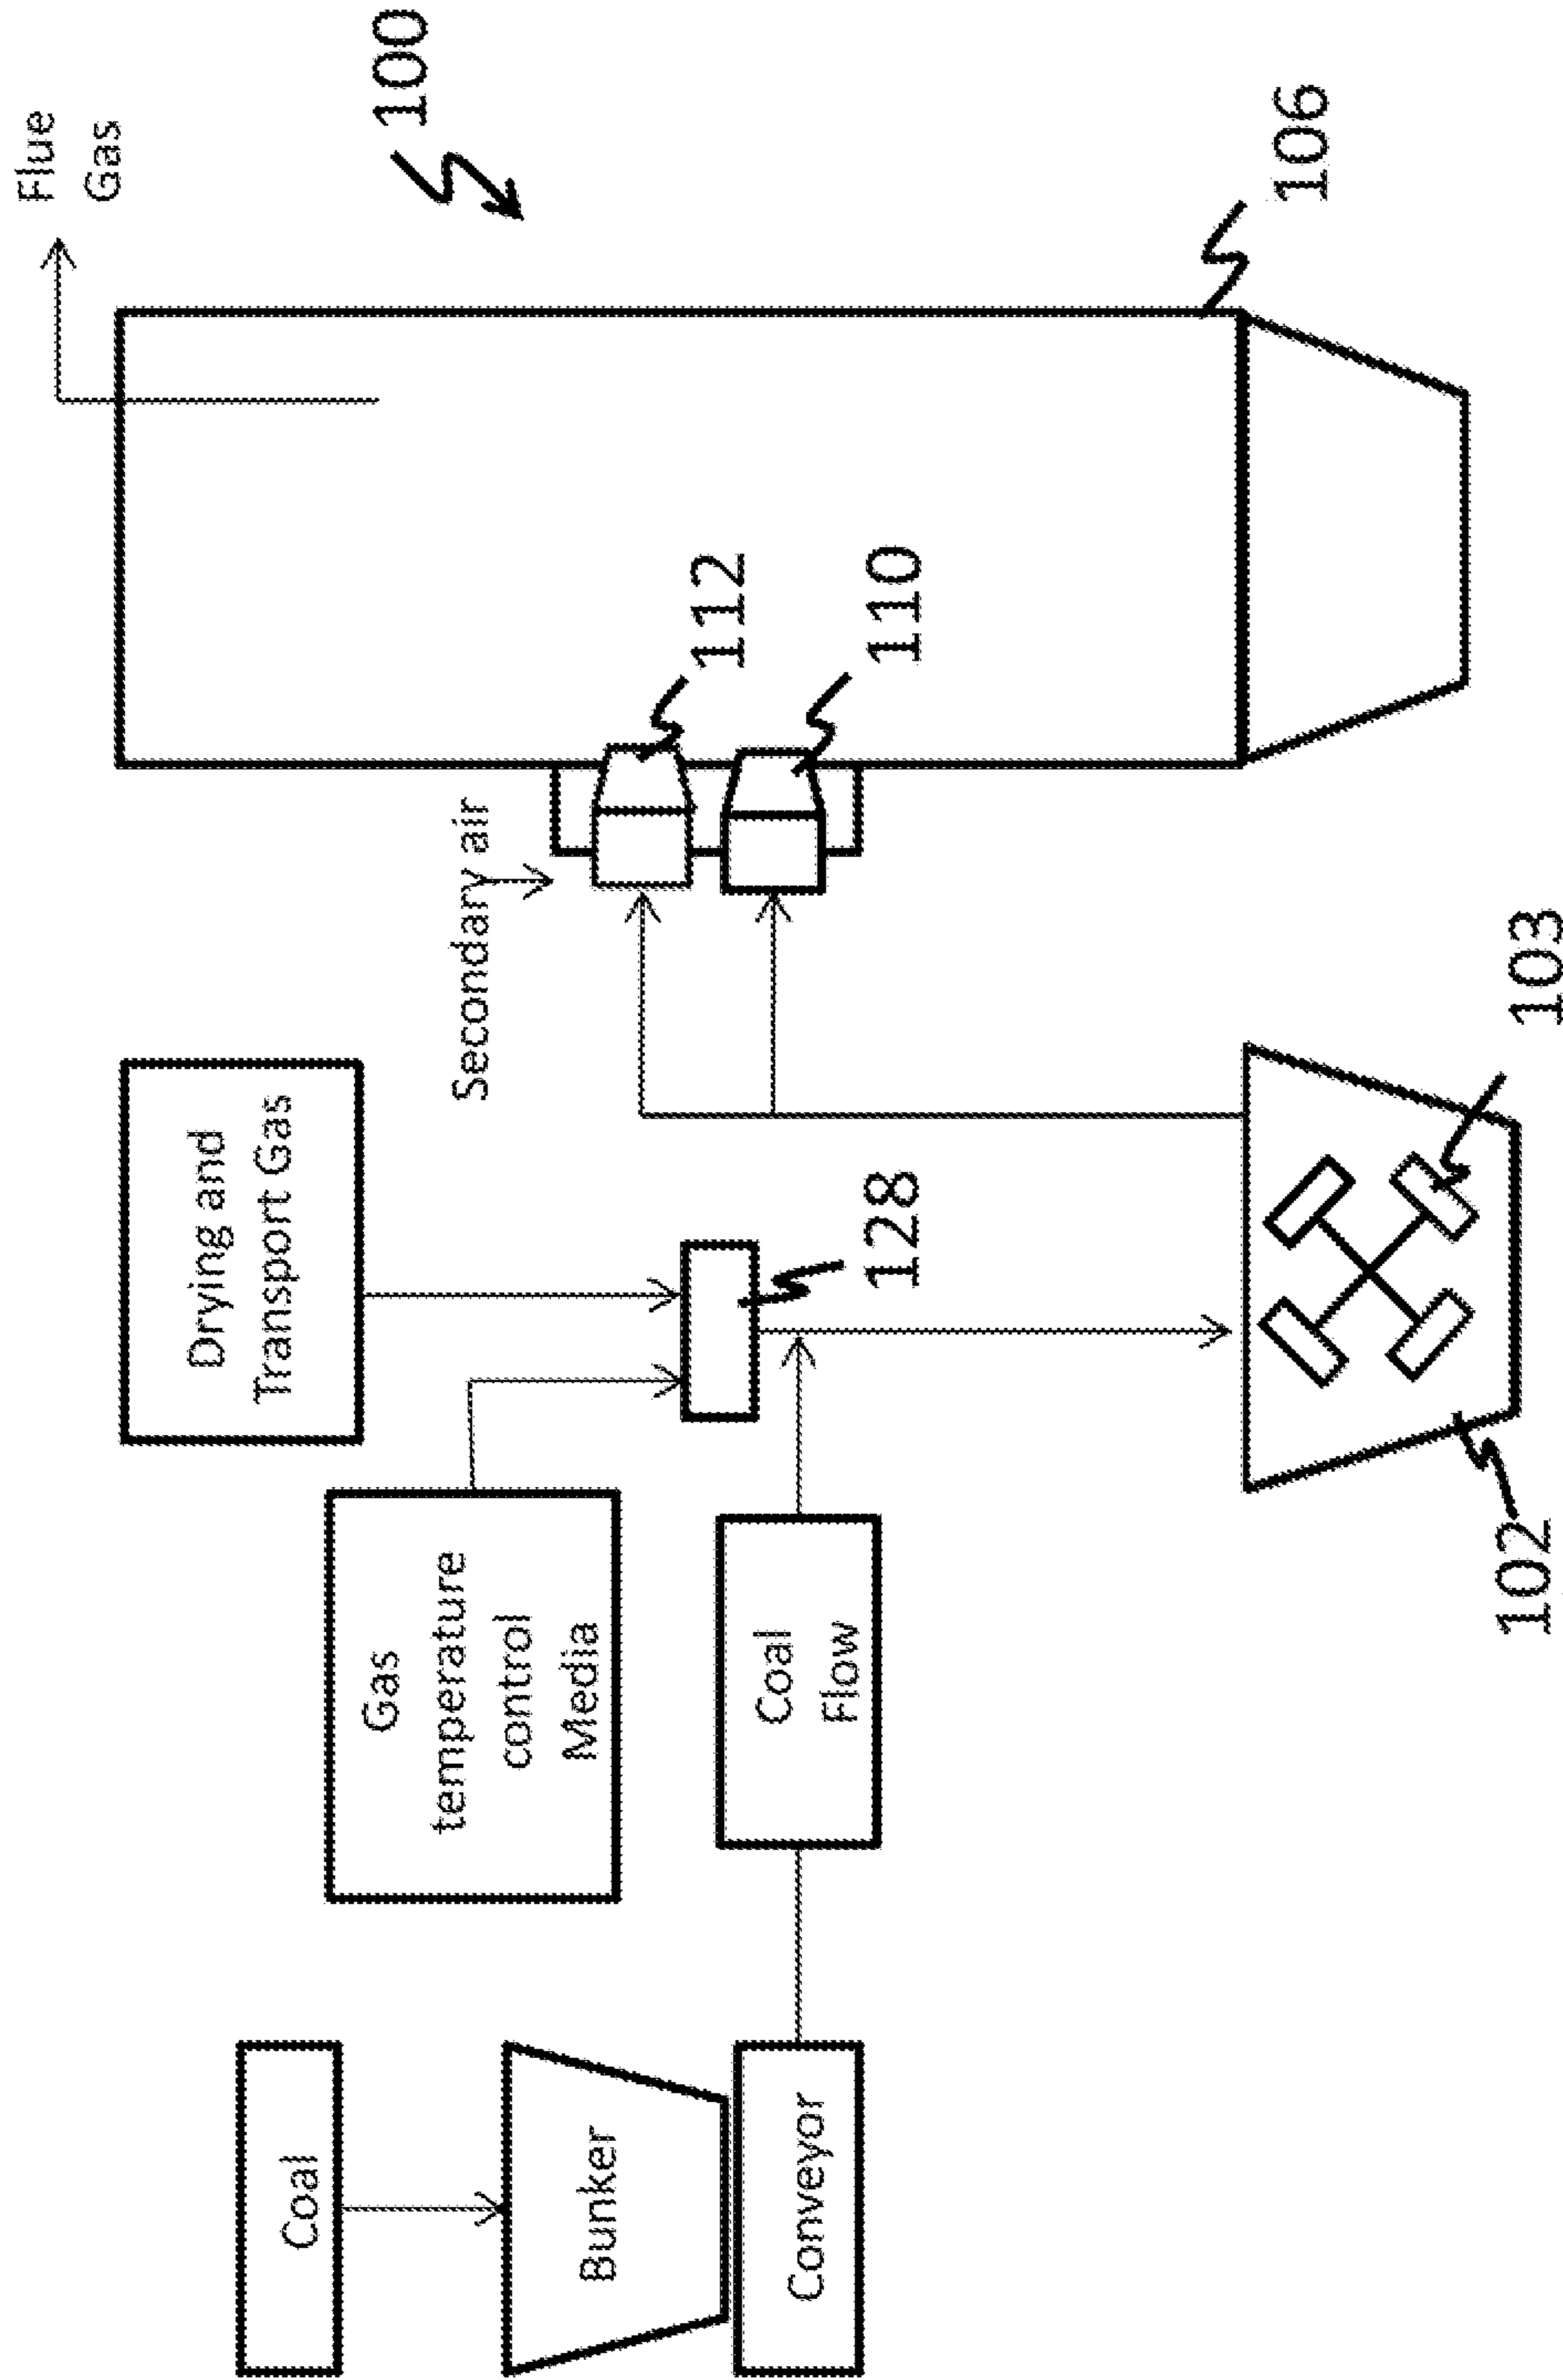 Coal
Bunker
Conveyor
Gas
temperature
control
Media
Coal
Flow
Drying and
Transport Gas
128
102
103
Secondary air
112
110
Flue
Gas
100
106